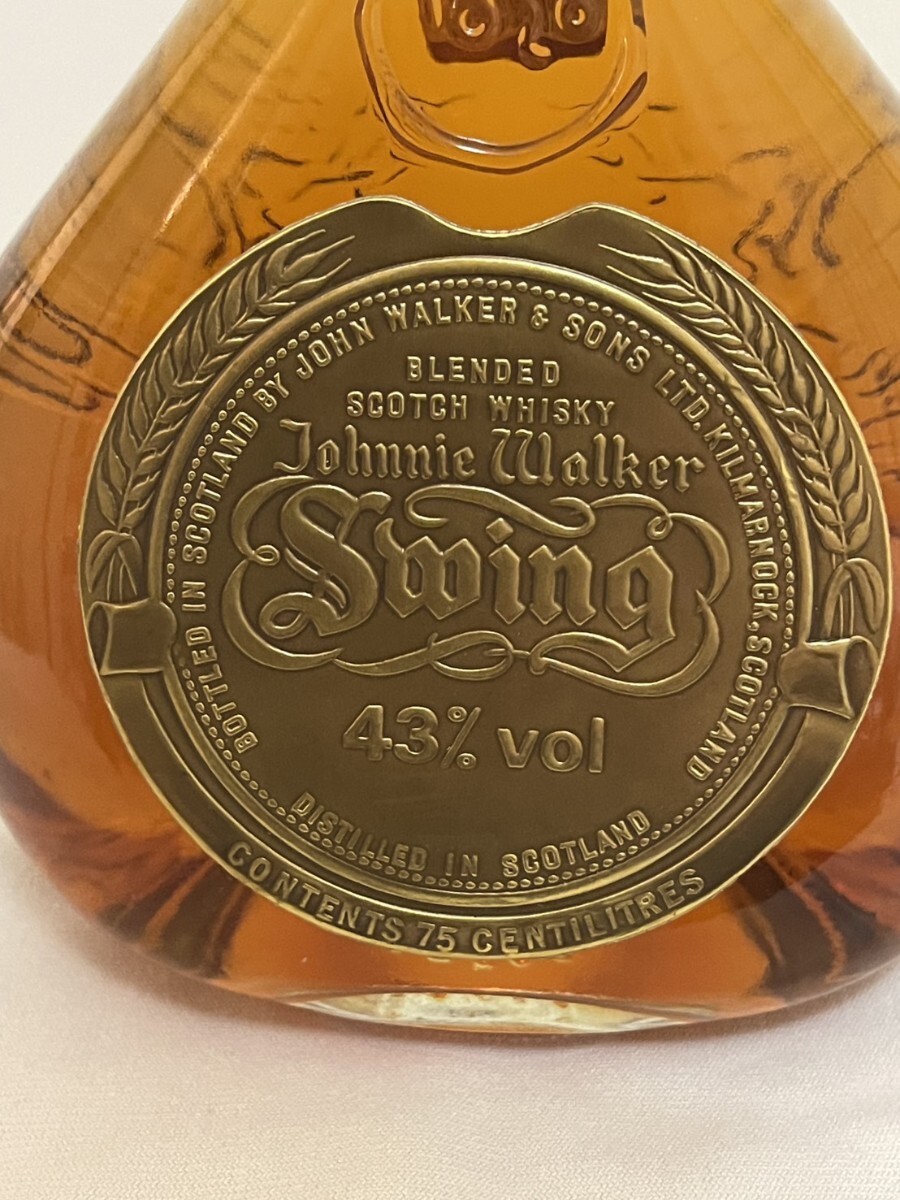 BOTTLED IN SCOTLAND BY JOHN WALKER & SONS LTD. KILMARNOCK, SCOTLAND
BLENDED
SCOTCH WHISKY
Johnnie Walker
Swing
43% vol
DISTILLED IN SCOTLAND
CONTENTS 75 CENTILITRES